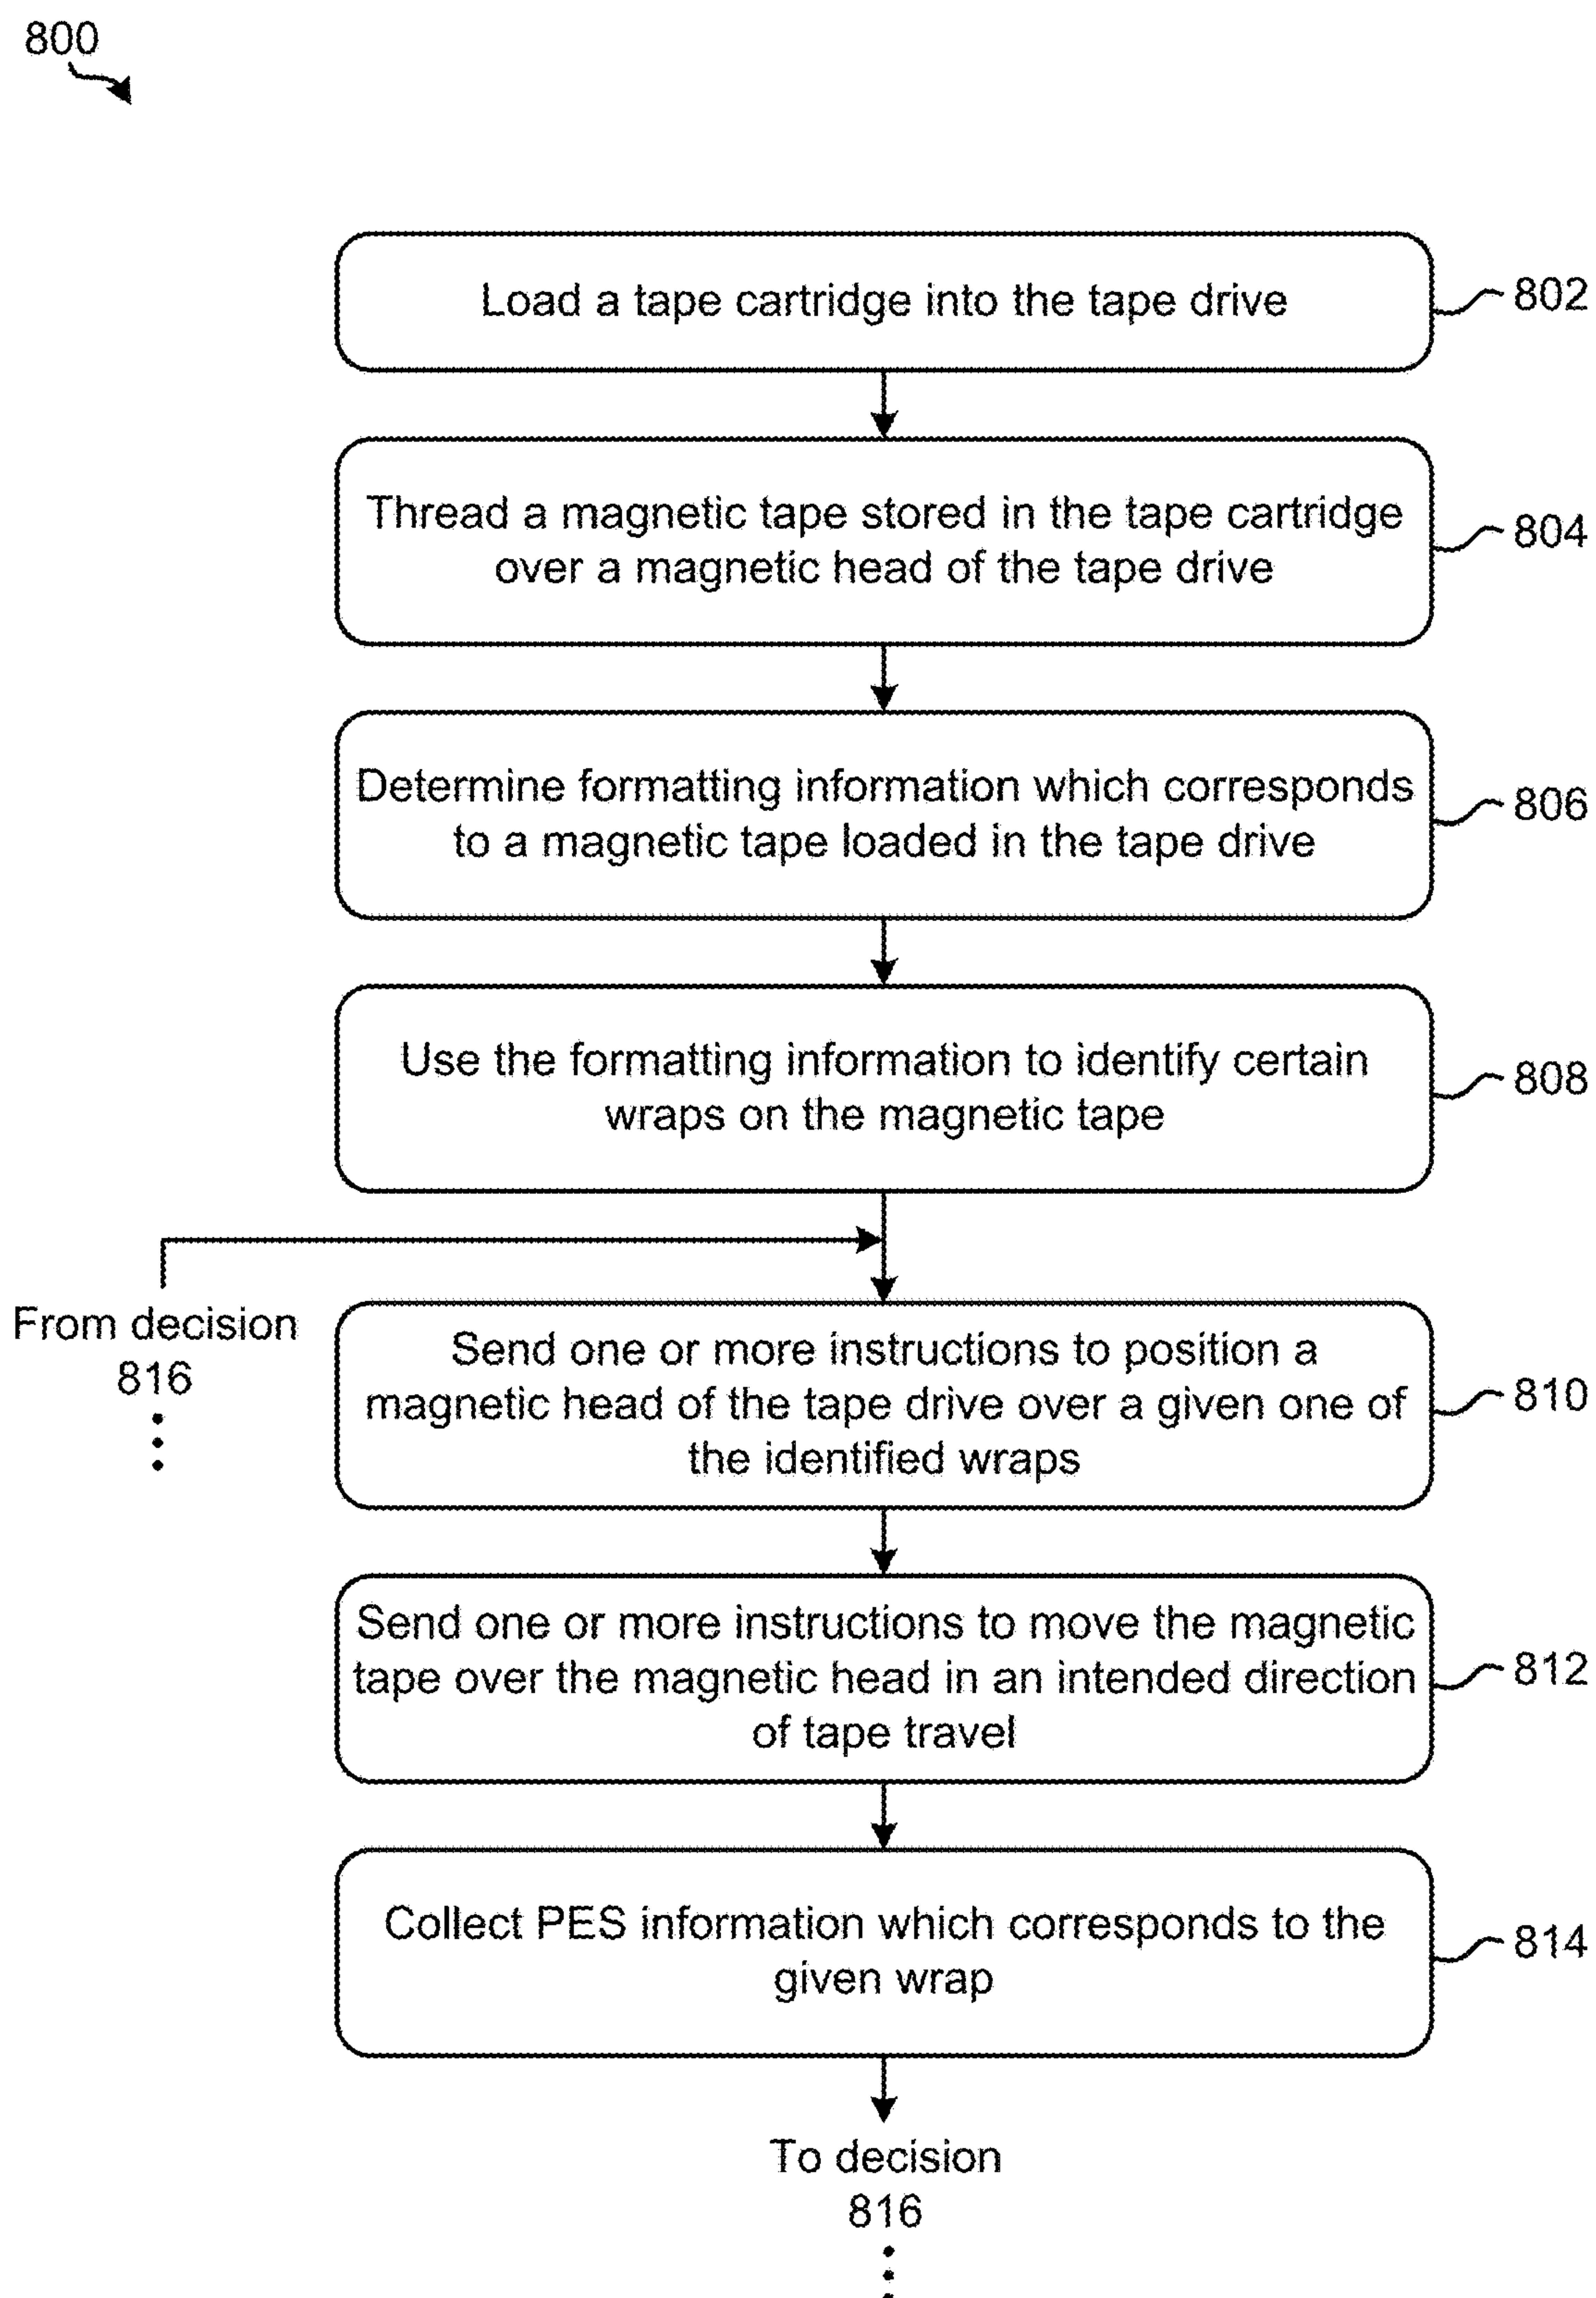 800
Load a tape cartridge into the tape drive
802
Thread a magnetic tape stored in the tape cartridge
over a magnetic head of the tape drive
804
Determine formatting information which corresponds
to a magnetic tape loaded in the tape drive
806
Use the formatting information to identify certain
wraps on the magnetic tape
808
From decision
816
Send one or more instructions to position a
magnetic head of the tape drive over a given one of
the identified wraps
810
Send one or more instructions to move the magnetic
tape over the magnetic head in an intended direction
of tape travel
812
Collect PES information which corresponds to the
given wrap
814
To decision
816